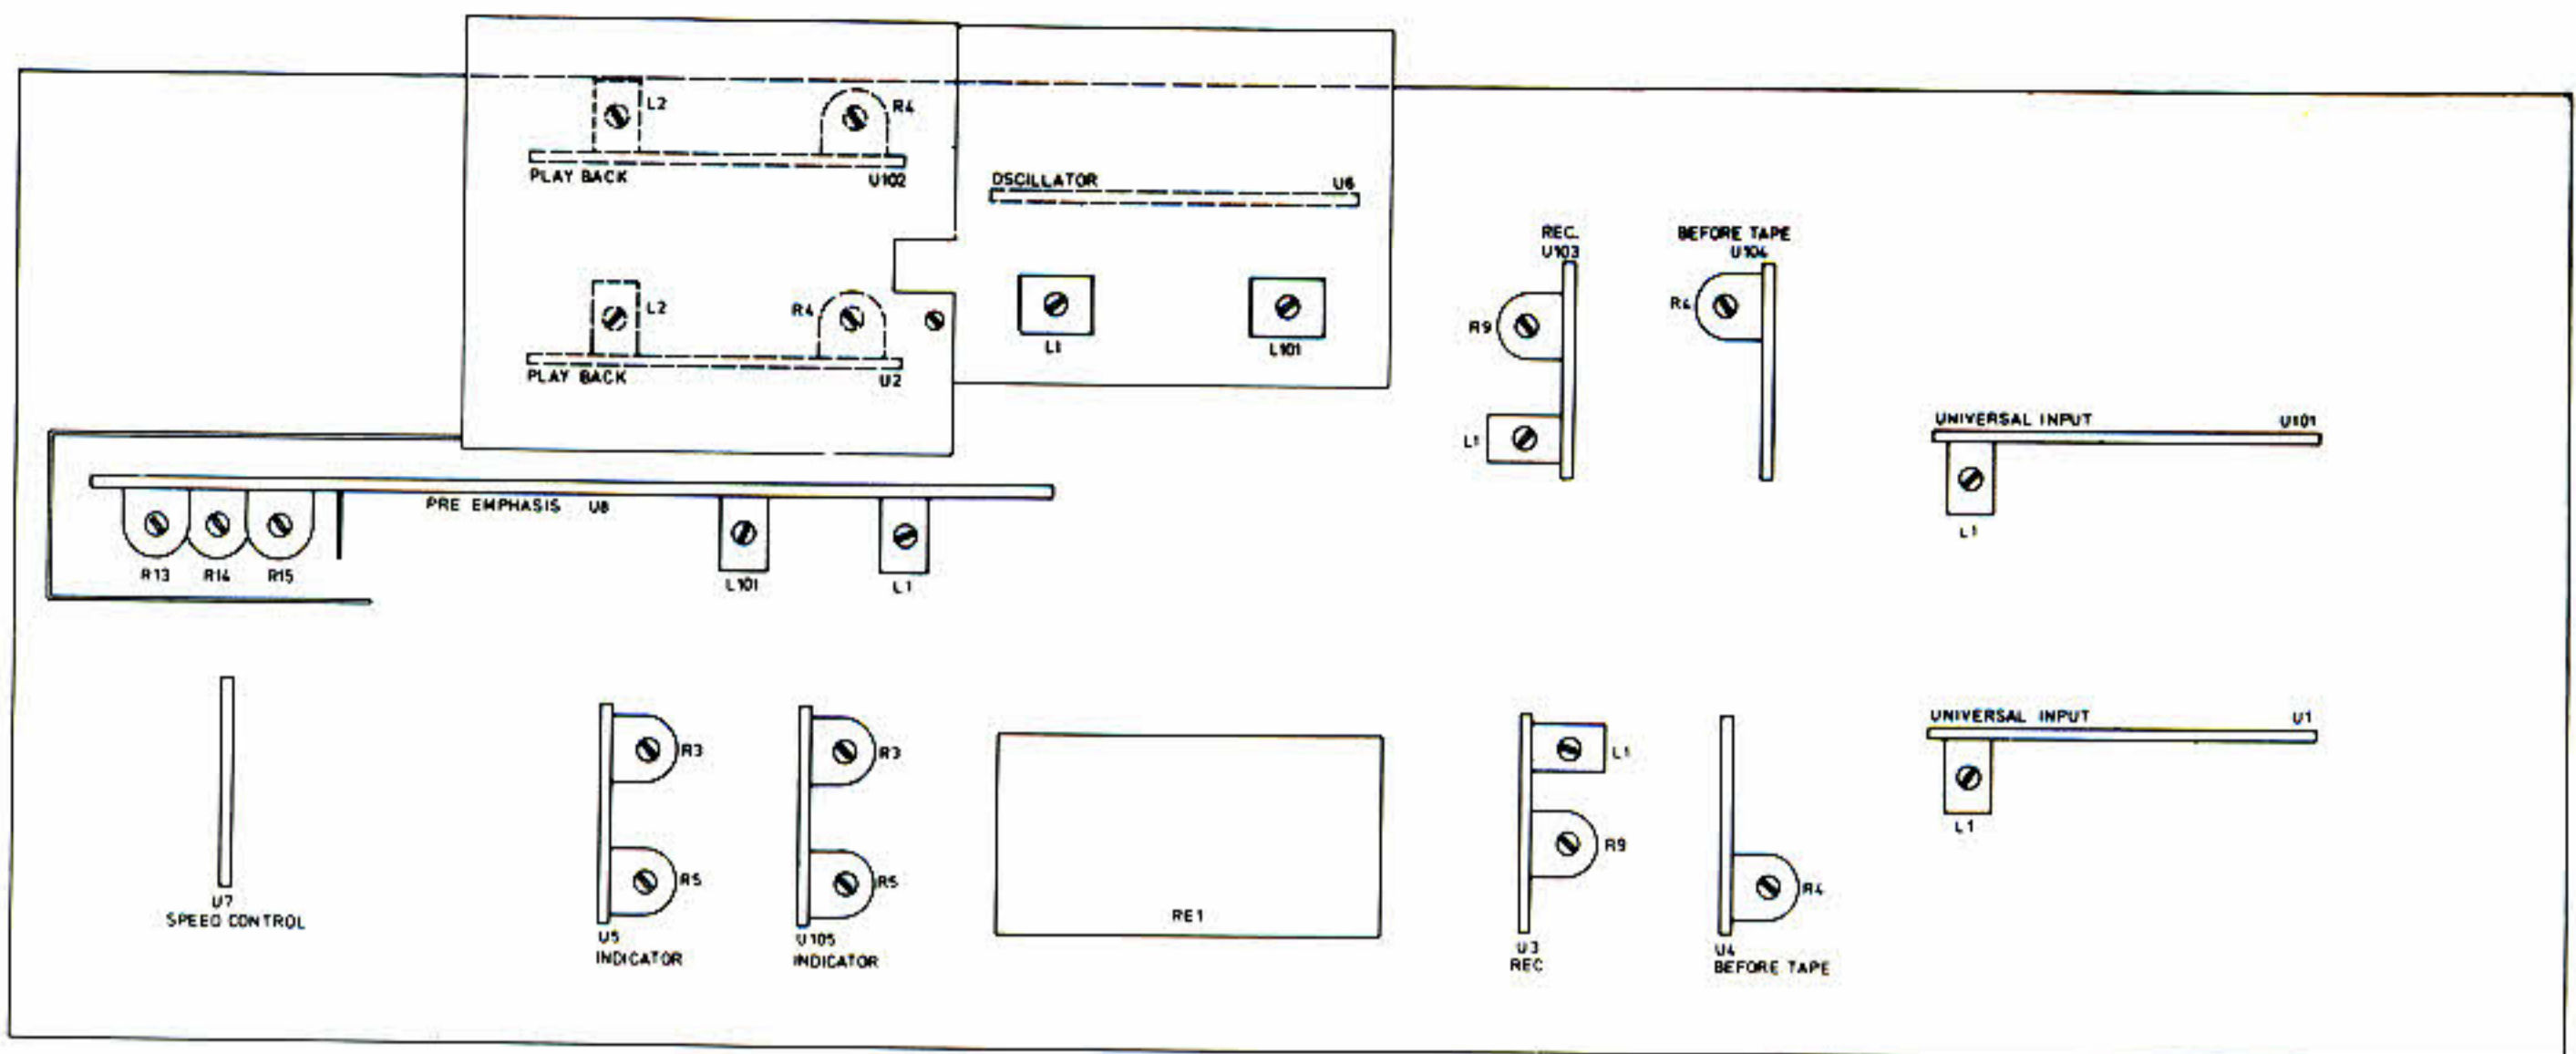 L2
R4
PLAY BACK
U102
OSCILLATOR
U6
L2
R4
PLAY BACK
U2
L1
L101
REC.
U103
R9
L1
BEFORE TAPE
U104
R4
UNIVERSAL INPUT
U101
L1
PRE EMPHASIS U8
R13
R14
R15
L101
L1
U7
SPEED CONTROL
R3
R5
U5
INDICATOR
R3
R5
U105
INDICATOR
RE1
L1
R9
U3
REC
R4
U4
BEFORE TAPE
UNIVERSAL INPUT
U1
L1